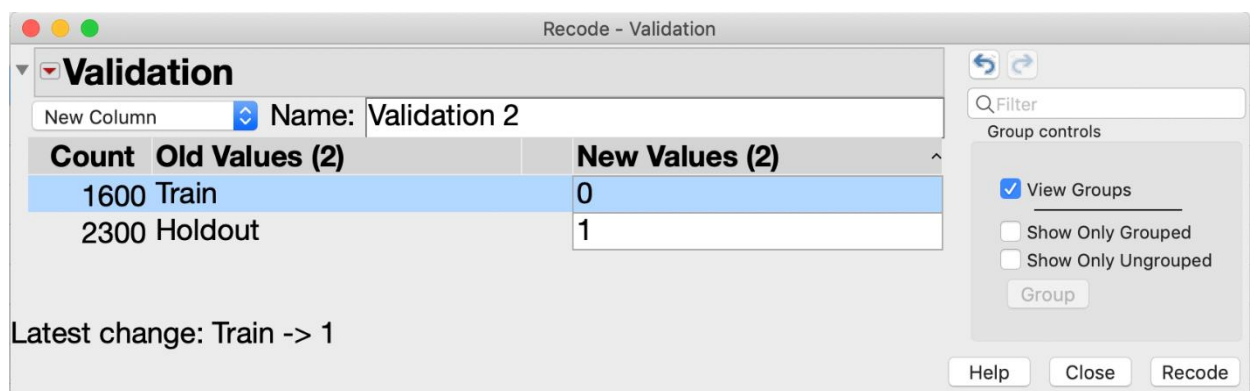 Recode - Validation
Validation
New Column Name: Validation 2
Count Old Values (2) New Values (2)
1600 Train 0
2300 Holdout 1
Latest change: Train -> 1
Filter
Group controls
View Groups
Show Only Grouped
Show Only Ungrouped
Group
Help Close Recode